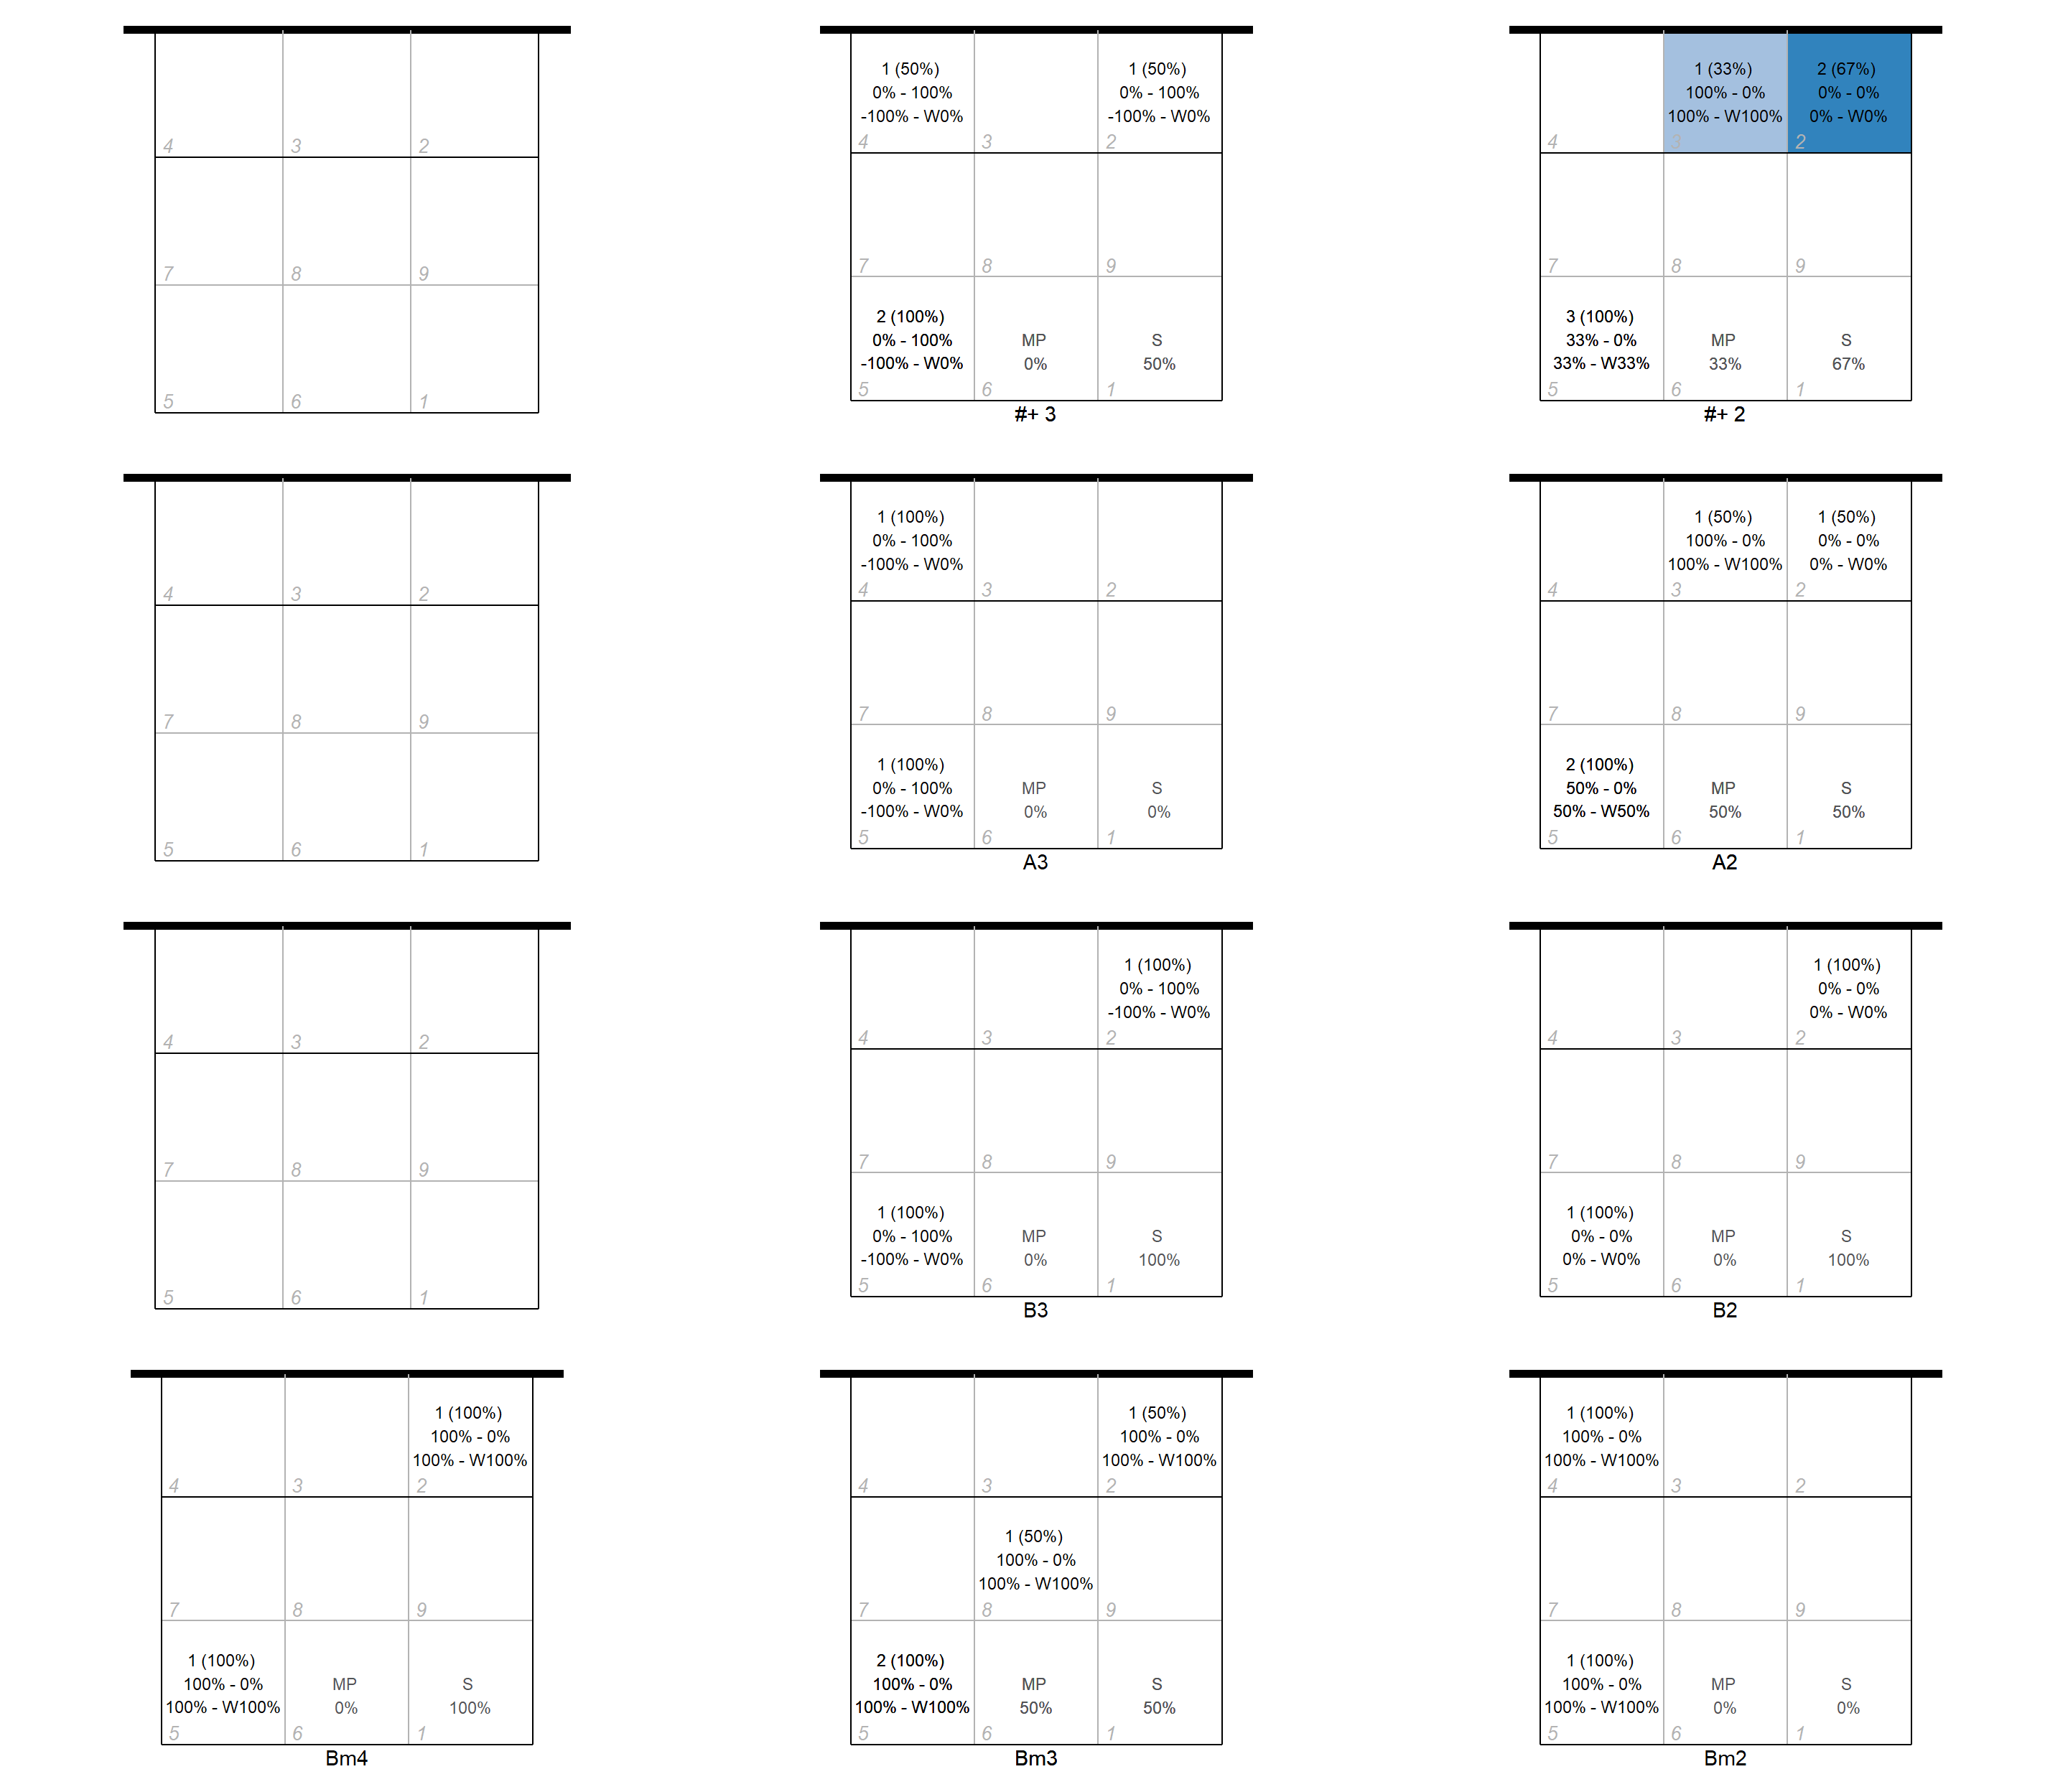 4 3 2
7 8 9
5 6 1
1 (50%)
0% - 100%
-100% - W0%
1 (50%)
0% - 100%
-100% - W0%
4 3 2
7 8 9
2 (100%)
0% - 100%
-100% - W0%
MP
0%
S
50%
5 6 1
#+ 3
1 (33%)
100% - 0%
100% - W100%
2 (67%)
0% - 0%
0% - W0%
4 3 2
7 8 9
3 (100%)
33% - 0%
33% - W33%
MP
33%
S
67%
5 6 1
#+ 2
4 3 2
7 8 9
5 6 1
1 (100%)
0% - 100%
-100% - W0%
4 3 2
7 8 9
1 (100%)
0% - 100%
-100% - W0%
MP
0%
S
0%
5 6 1
A3
1 (50%)
100% - 0%
100% - W100%
1 (50%)
0% - 0%
0% - W0%
4 3 2
7 8 9
2 (100%)
50% - 0%
50% - W50%
MP
50%
S
50%
5 6 1
A2
4 3 2
7 8 9
5 6 1
1 (100%)
0% - 100%
-100% - W0%
4 3 2
7 8 9
1 (100%)
0% - 100%
-100% - W0%
MP
0%
S
100%
5 6 1
B3
1 (100%)
0% - 0%
0% - W0%
4 3 2
7 8 9
1 (100%)
0% - 0%
0% - W0%
MP
0%
S
100%
5 6 1
B2
1 (100%)
100% - 0%
100% - W100%
4 3 2
7 8 9
1 (100%)
100% - 0%
100% - W100%
MP
0%
S
100%
5 6 1
Bm4
1 (50%)
100% - 0%
100% - W100%
4 3 2
1 (50%)
100% - 0%
100% - W100%
7 8 9
2 (100%)
100% - 0%
100% - W100%
MP
50%
S
50%
5 6 1
Bm3
1 (100%)
100% - 0%
100% - W100%
4 3 2
7 8 9
1 (100%)
100% - 0%
100% - W100%
MP
0%
S
0%
5 6 1
Bm2